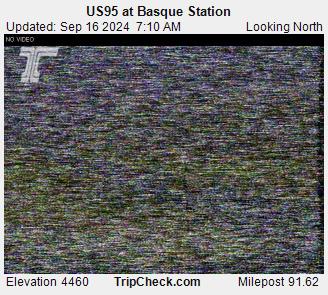 US95 at Basque Station
Updated: Sep 16 2024 7:10 AM Looking North
NO VIDEO
Elevation 4460 TripCheck.com Milepost 91.62